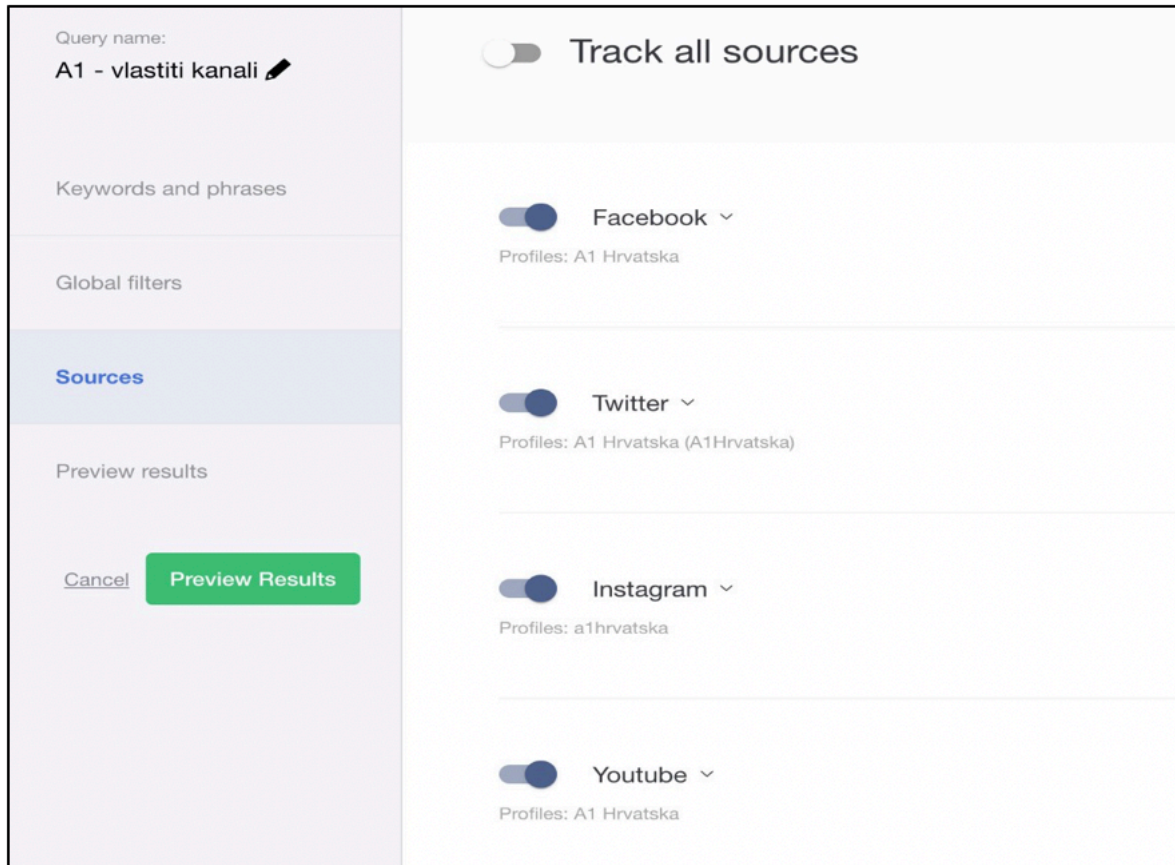 Query name:
A1 - vlastiti kanali
Keywords and phrases
Global filters
Sources
Preview results
Cancel
Preview Results
Track all sources
Facebook
Profiles: A1 Hrvatska
Twitter
Profiles: A1 Hrvatska (A1Hrvatska)
Instagram
Profiles: a1hrvatska
Youtube
Profiles: A1 Hrvatska